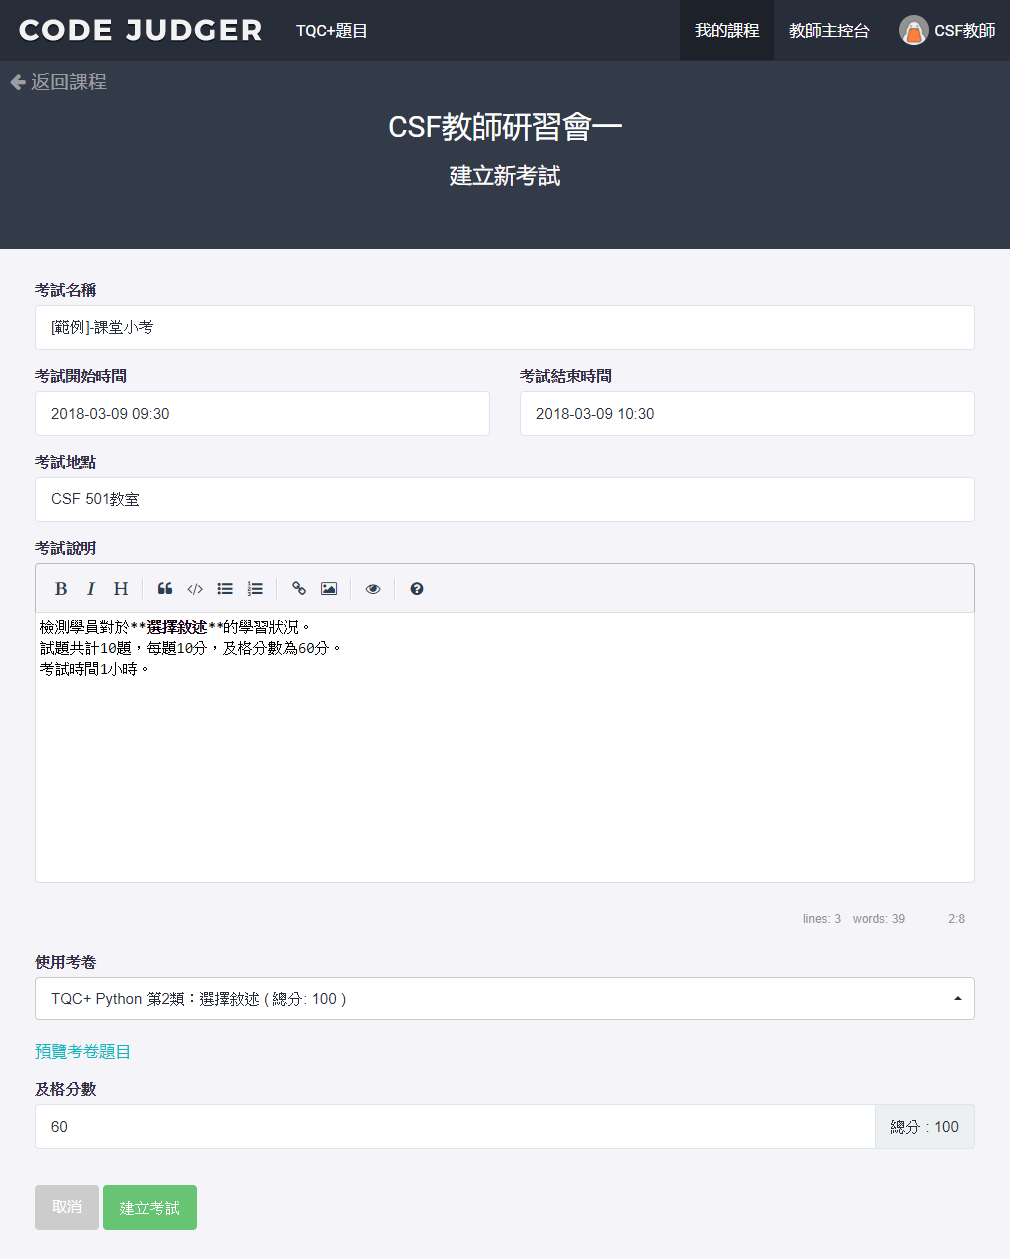 CODE JUDGER TQC+題目 我的課程 教師主控台 CSF教師
返回課程
CSF教師研習會一
建立新考試
考試名稱
[範例]-課堂小考
考試開始時間 考試結束時間
2018-03-09 09:30 2018-03-09 10:30
考試地點
CSF 501教室
考試說明
B I H
檢測學員對於**選擇敘述**的學習狀況。
試題共計10題，每題10分，及格分數為60分。
考試時間1小時。
lines: 3 words: 39 2:8
使用考卷
TQC+ Python 第2類：選擇敘述 ( 總分: 100 )
預覽考卷題目
及格分數
60 總分 : 100
取消 建立考試